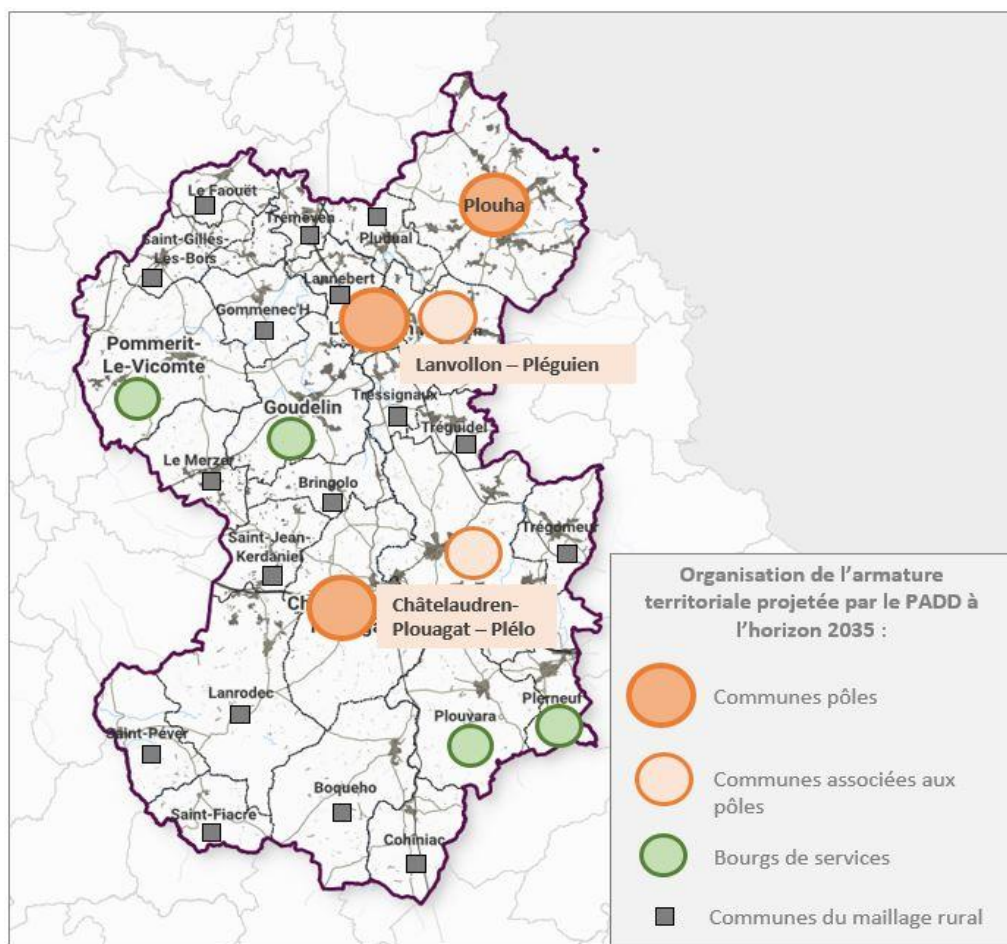 Le Faouët
Plouha
Trémévén
Pludual
Saint-Gilles-
Les-Bois
Lannebert
Gommenec'H
Pommerit-
Le-Vicomte
Lanvollon – Pléguien
Goudelin
Tressignaux
Tréguidel
Le Merzer
Bringolo
Saint-Jean-
Kerdaniel
Trégomeur
Châtelaudren-
Plouagat – Plélo
Lanrodec
Plouvara
Plerneuf
Saint-Péver
Boqueho
Saint-Fiacre
Cohiniac
Organisation de l'armature
territoriale projetée par le PADD à
l'horizon 2035 :
Communes pôles
Communes associées aux
pôles
Bourgs de services
Communes du maillage rural